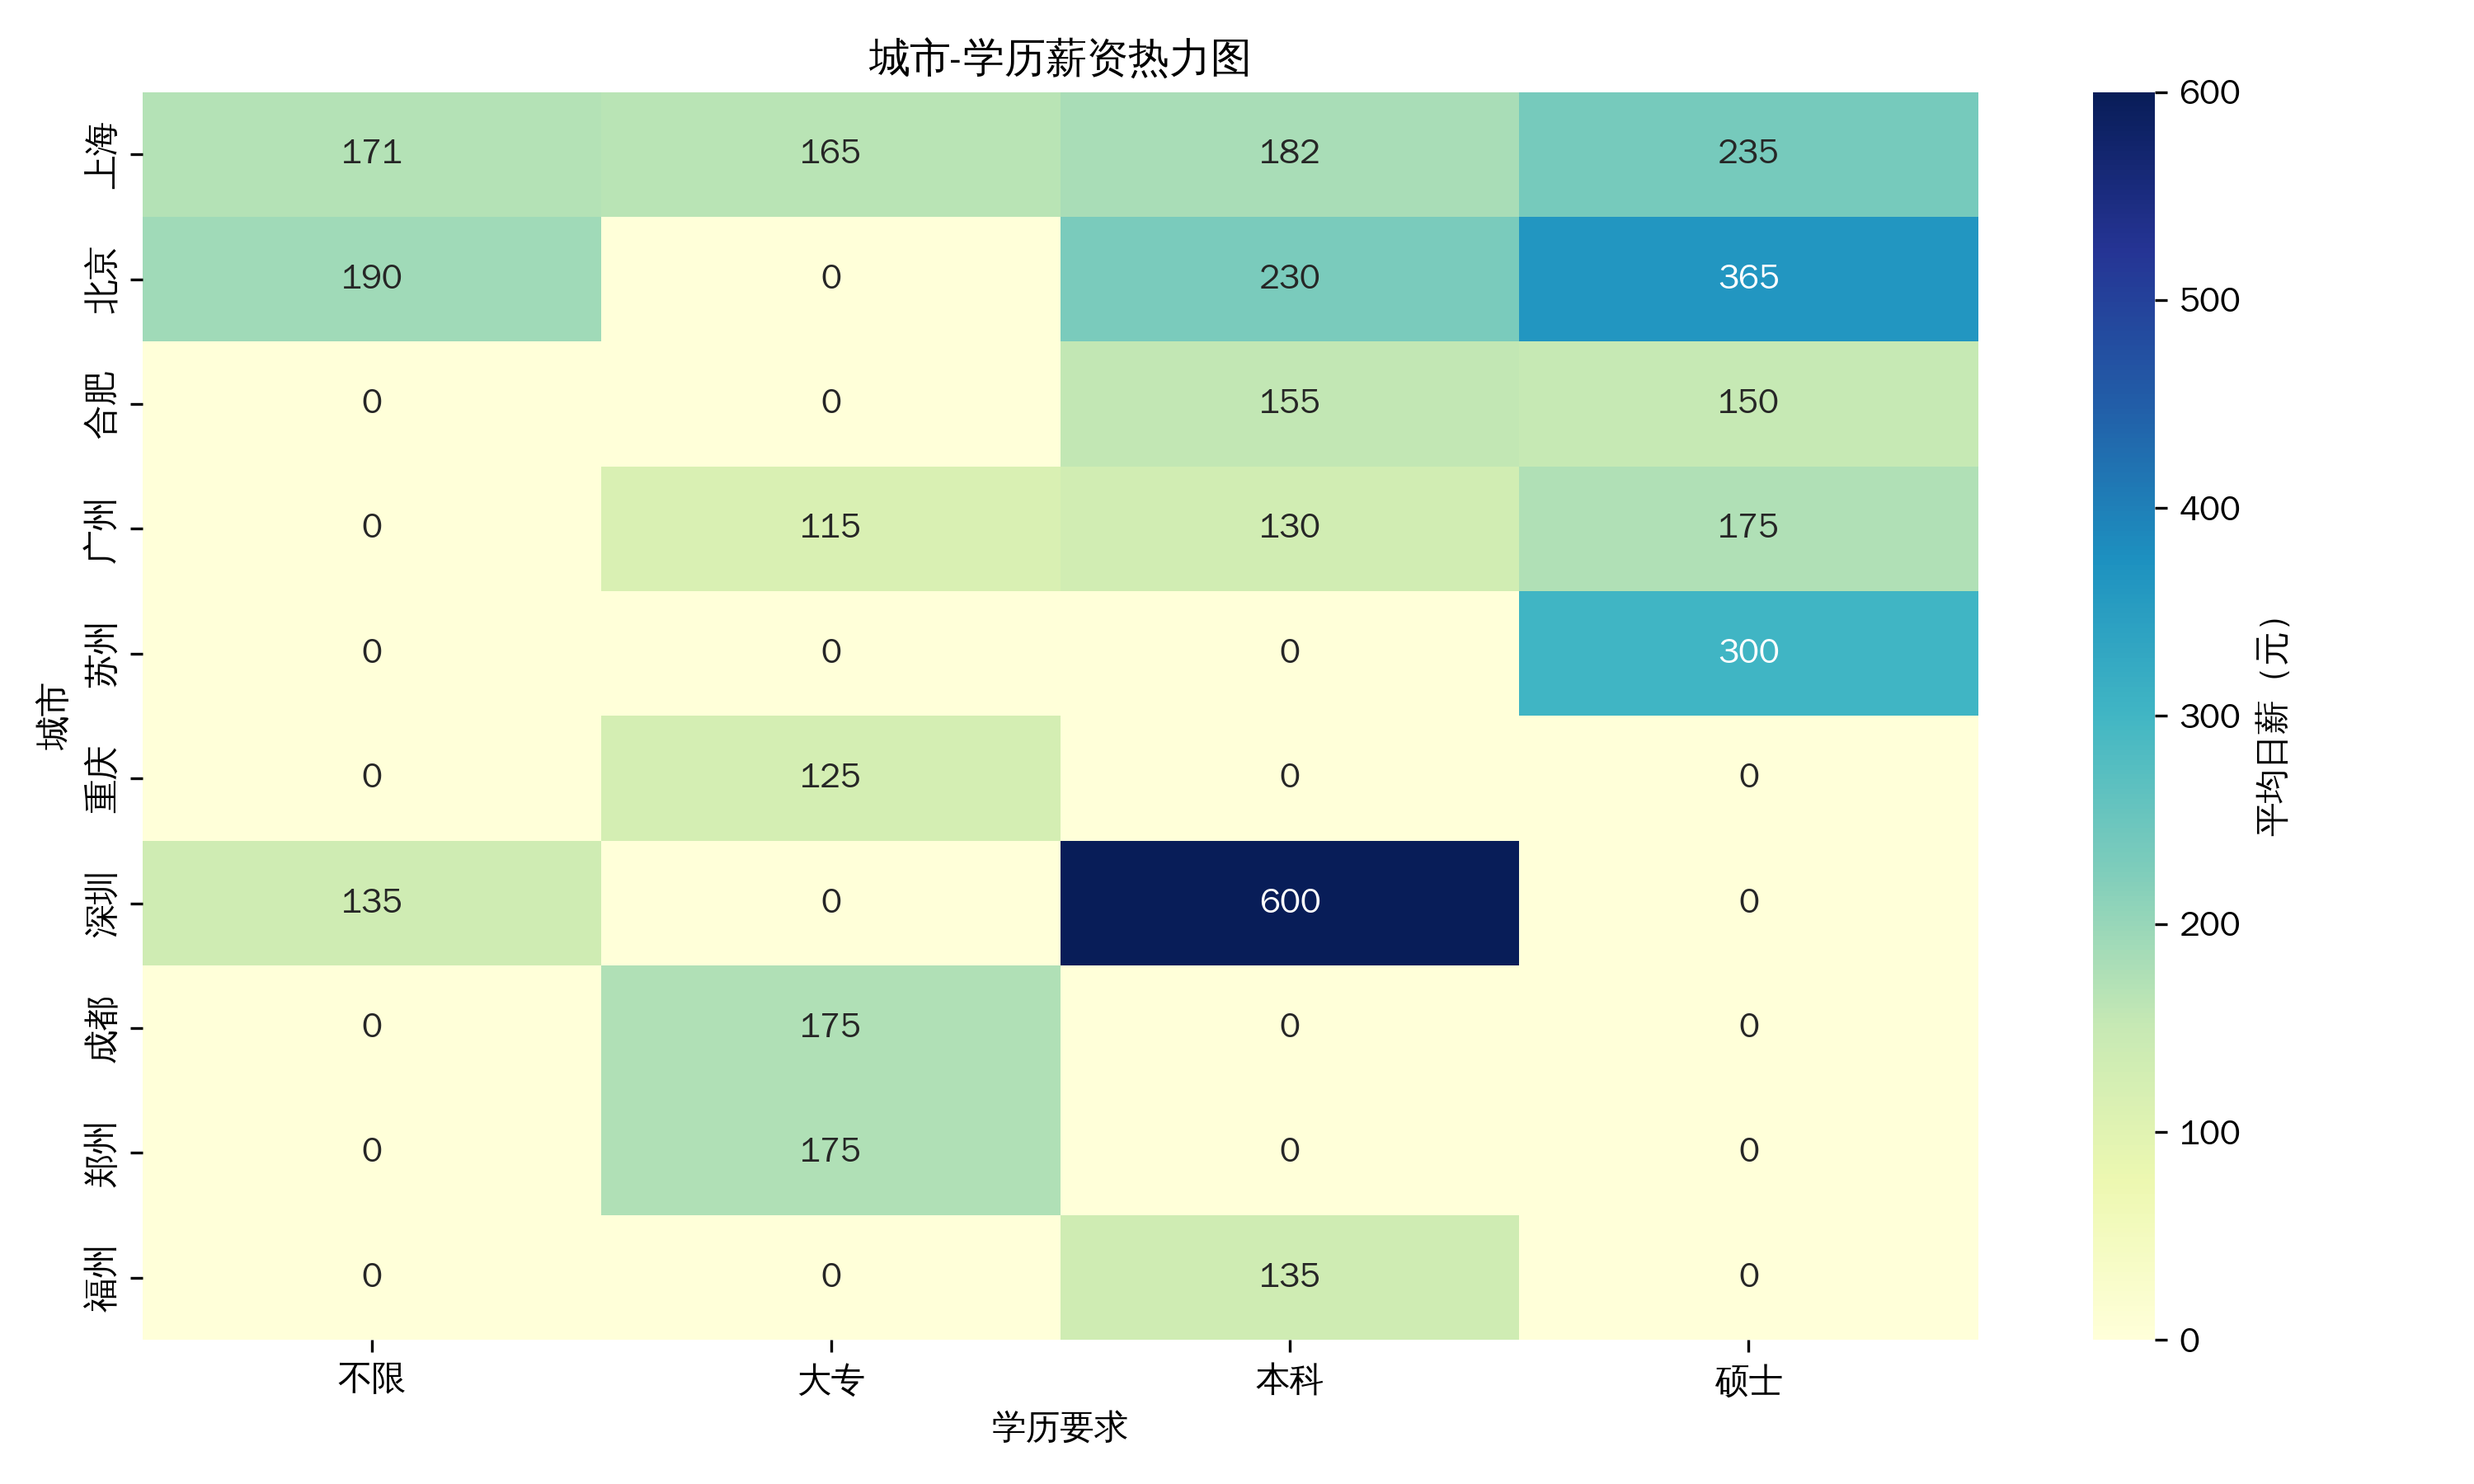 城市-学历薪资热力图
上海 171 165 182 235
北京 190 0 230 365
合肥 0 0 155 150
广州 0 115 130 175
苏州 0 0 0 300
重庆 0 125 0 0
深圳 135 0 600 0
成都 0 175 0 0
郑州 0 175 0 0
福州 0 0 135 0
城市
不限 大专 本科 硕士
学历要求
600
500
400
300
200
100
0
平均日薪（元）